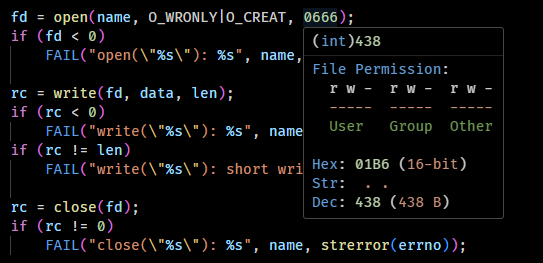 fd = open(name, O_WRONLY|O_CREAT, 0666);
if (fd < 0)
FAIL("open(\"%s\"): %s", name,
rc = write(fd, data, len);
if (rc < 0)
FAIL("write(\"%s\"): %s", name
if (rc != len)
FAIL("write(\"%s\"): short wri
rc = close(fd);
if (rc != 0)
FAIL("close(\"%s\"): %s", name, strerror(errno));
(int)438
File Permission:
r w - r w - r w -
----- ----- -----
User Group Other
Hex: 01B6 (16-bit)
Str: . .
Dec: 438 (438 B)